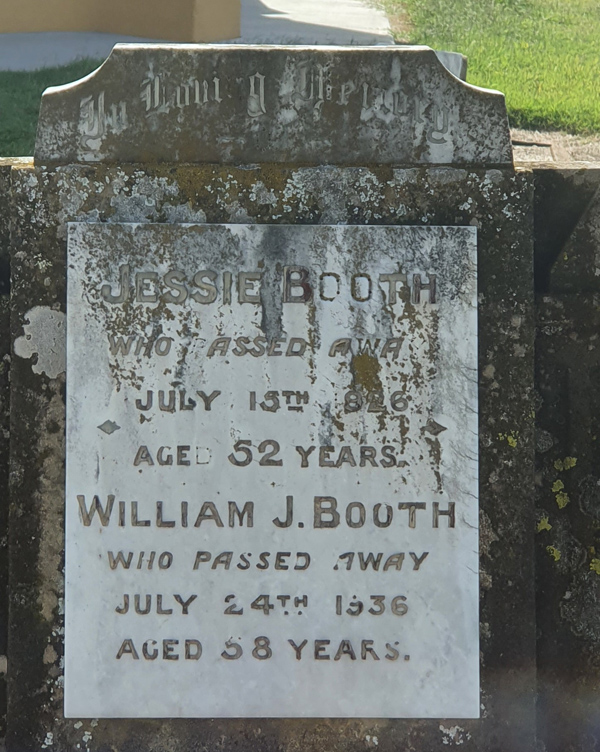 In Loving Memory
JESSIE BOOTH
WHO PASSED AWAY
JULY 15TH
AGED 52 YEARS.
WILLIAM J. BOOTH
WHO PASSED AWAY
JULY 24TH 1936
AGED 58 YEARS.